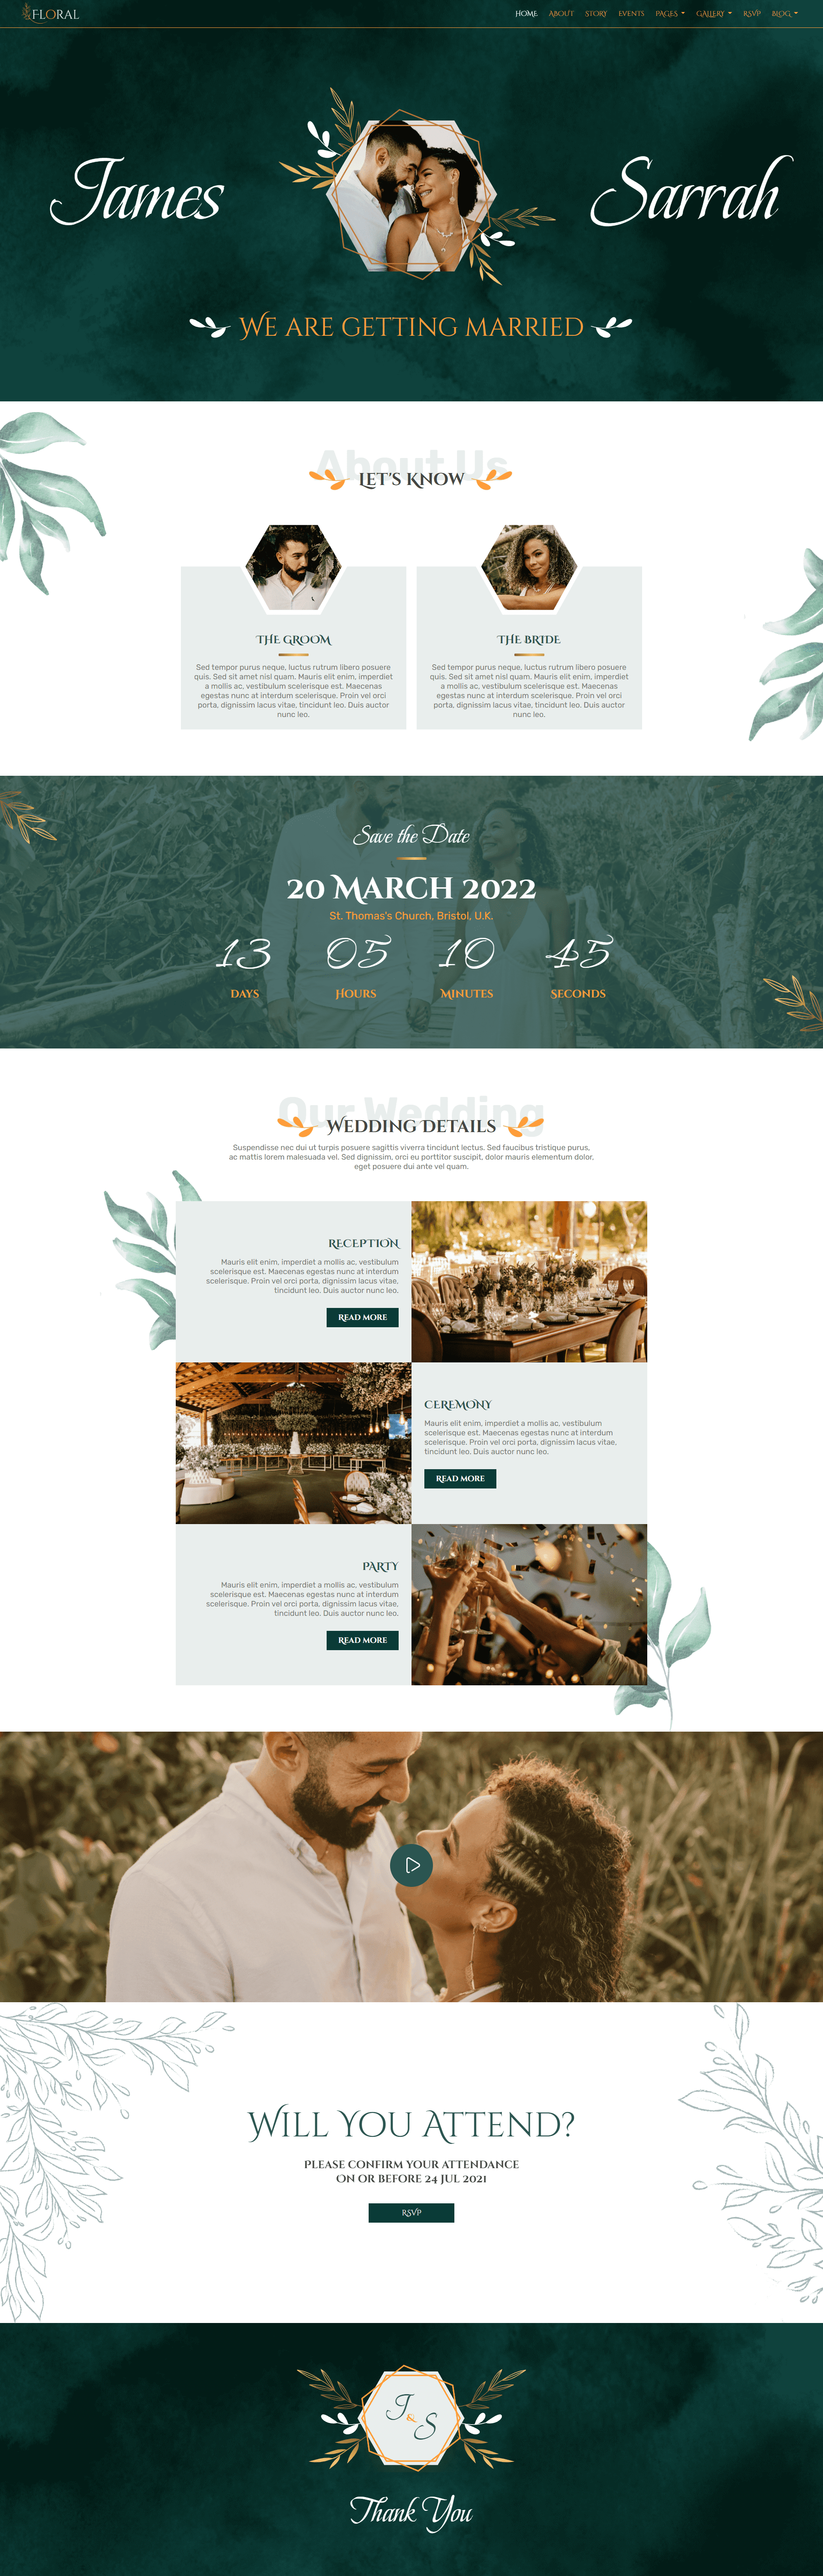 FLORAL
HOME ABOUT STORY EVENTS PAGES GALLERY RSVP BLOG
James
Sarrah
WE ARE GETTING MARRIED
About Us
LET'S KNOW
THE GROOM
Sed tempor purus neque, luctus rutrum libero posuere
quis. Sed sit amet nisl quam. Mauris elit enim, imperdiet
a mollis ac, vestibulum scelerisque est. Maecenas
egestas nunc at interdum scelerisque. Proin vel orci
porta, dignissim lacus vitae, tincidunt leo. Duis auctor
nunc leo.
THE BRIDE
Sed tempor purus neque, luctus rutrum libero posuere
quis. Sed sit amet nisl quam. Mauris elit enim, imperdiet
a mollis ac, vestibulum scelerisque est. Maecenas
egestas nunc at interdum scelerisque. Proin vel orci
porta, dignissim lacus vitae, tincidunt leo. Duis auctor
nunc leo.
Save the Date
20 MARCH 2022
St. Thomas's Church, Bristol, U.K.
13 05 10 45
DAYS HOURS MINUTES SECONDS
Our Wedding
WEDDING DETAILS
Suspendisse nec dui ut turpis posuere sagittis viverra tincidunt lectus. Sed faucibus tristique purus,
ac mattis lorem malesuada vel. Sed dignissim, orci eu porttitor suscipit, dolor mauris elementum dolor,
eget posuere dui ante vel quam.
RECEPTION
Mauris elit enim, imperdiet a mollis ac, vestibulum
scelerisque est. Maecenas egestas nunc at interdum
scelerisque. Proin vel orci porta, dignissim lacus vitae,
tincidunt leo. Duis auctor nunc leo.
READ MORE
CEREMONY
Mauris elit enim, imperdiet a mollis ac, vestibulum
scelerisque est. Maecenas egestas nunc at interdum
scelerisque. Proin vel orci porta, dignissim lacus vitae,
tincidunt leo. Duis auctor nunc leo.
READ MORE
PARTY
Mauris elit enim, imperdiet a mollis ac, vestibulum
scelerisque est. Maecenas egestas nunc at interdum
scelerisque. Proin vel orci porta, dignissim lacus vitae,
tincidunt leo. Duis auctor nunc leo.
READ MORE
WILL YOU ATTEND?
PLEASE CONFIRM YOUR ATTENDANCE
ON OR BEFORE 24 JUL 2021
RSVP
J & S
Thank You